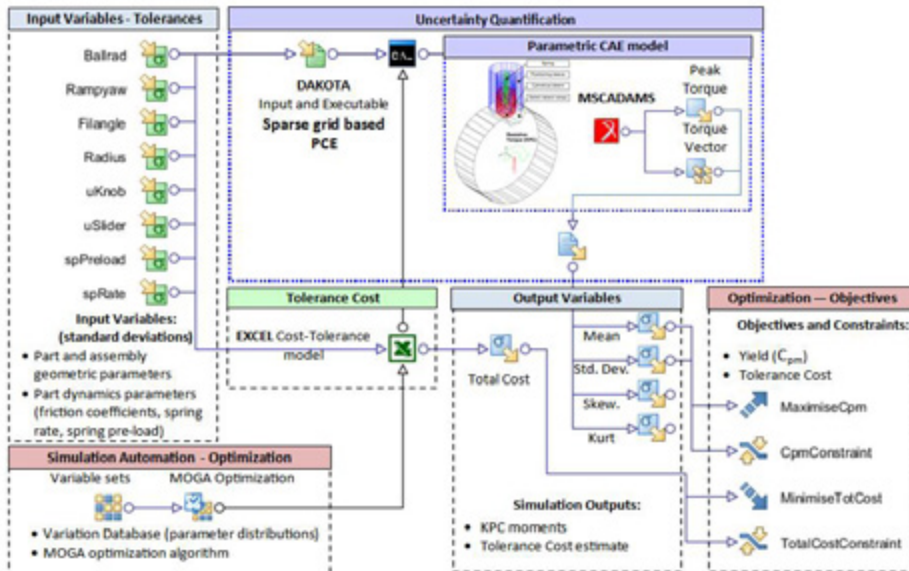 Input Variables - Tolerances
Ballrad
Rampyaw
Filangle
Radius
uKnob
uSlider
spPreload
spRate
Input Variables:
(standard deviations)
• Part and assembly
geometric parameters
• Part dynamics parameters
(friction coefficients, spring
rate, spring pre-load)
Uncertainty Quantification
DAKOTA
Input and Executable
Sparse grid based
PCE
Parametric CAE model
MSCADAMS
Peak
Torque
Torque
Vector
Tolerance Cost
EXCEL Cost-Tolerance
model
Output Variables
Total Cost
Mean
Std. Dev.
Skew.
Kurt
Simulation Outputs:
• KPC moments
• Tolerance Cost estimate
Optimization — Objectives
Objectives and Constraints:
• Yield (Cpm)
• Tolerance Cost
MaximiseCpm
CpmConstraint
MinimiseTotCost
TotalCostConstraint
Simulation Automation - Optimization
Variable sets
MOGA Optimization
• Variation Database (parameter distributions)
• MOGA optimization algorithm